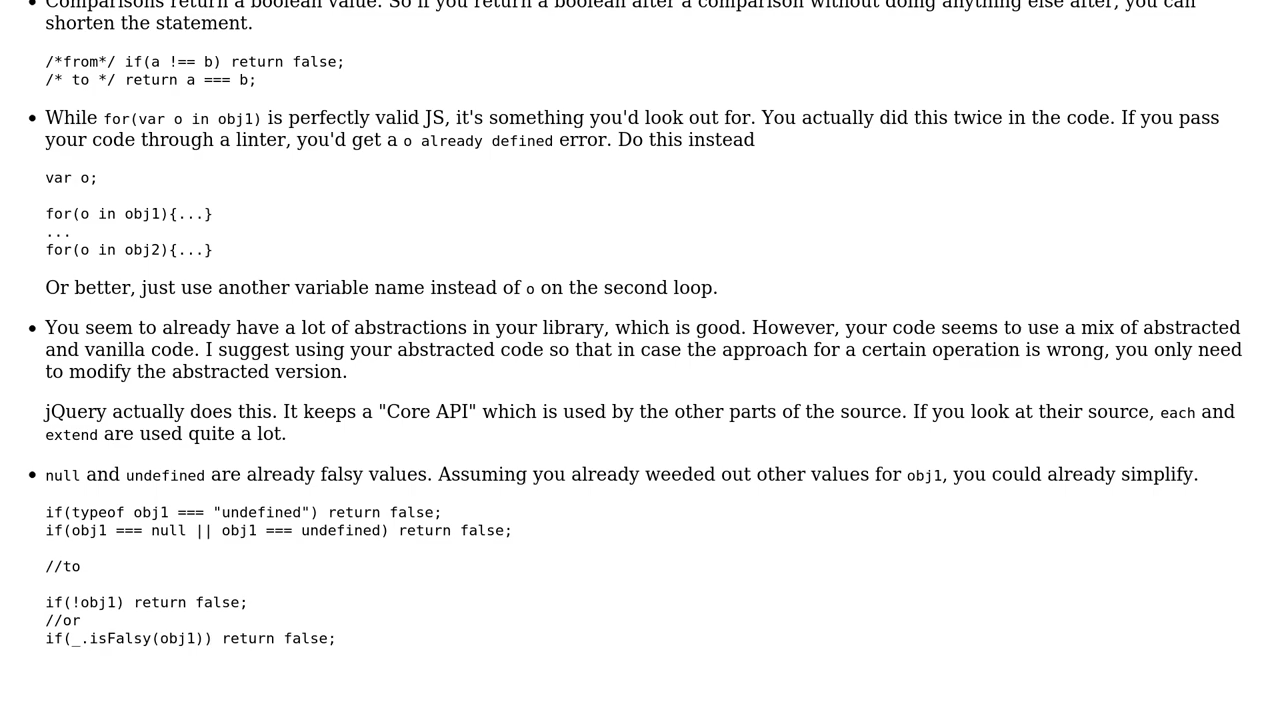 Comparisons return a boolean value. So if you return a boolean after a comparison without doing anything else after, you can
shorten the statement.
/*from*/ if(a !== b) return false;
/* to */ return a === b;
While for(var o in obj1) is perfectly valid JS, it's something you'd look out for. You actually did this twice in the code. If you pass
your code through a linter, you'd get a o already defined error. Do this instead
var o;
for(o in obj1){...}
...
for(o in obj2){...}
Or better, just use another variable name instead of o on the second loop.
You seem to already have a lot of abstractions in your library, which is good. However, your code seems to use a mix of abstracted
and vanilla code. I suggest using your abstracted code so that in case the approach for a certain operation is wrong, you only need
to modify the abstracted version.
jQuery actually does this. It keeps a "Core API" which is used by the other parts of the source. If you look at their source, each and
extend are used quite a lot.
null and undefined are already falsy values. Assuming you already weeded out other values for obj1, you could already simplify.
if(typeof obj1 === "undefined") return false;
if(obj1 === null || obj1 === undefined) return false;
//to
if(!obj1) return false;
//or
if(_.isFalsy(obj1)) return false;